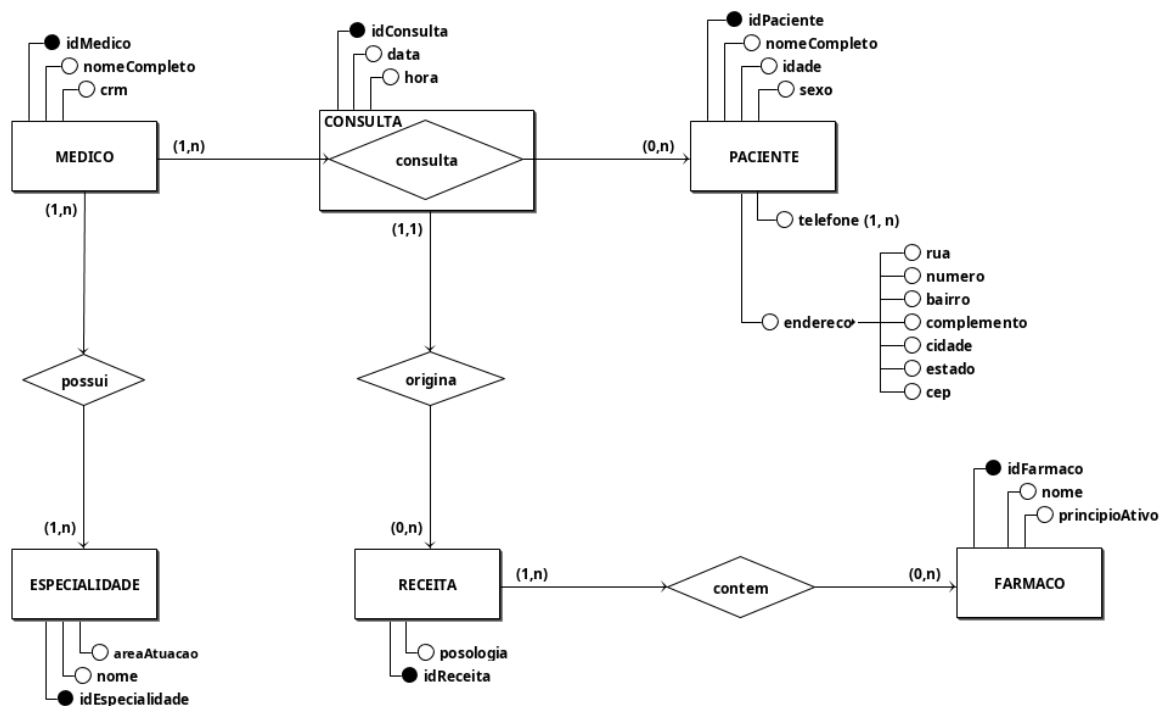 idPaciente
idConsulta
idMedico
nomeCompleto
data
nomeCompleto
idade
hora
crm
sexo
CONSULTA
MEDICO
(1,n)
consulta
(0,n)
PACIENTE
(1,n)
(1,1)
telefone (1, n)
rua
numero
bairro
endereco
complemento
cidade
estado
cep
possui
origina
idFarmaco
nome
principioAtivo
(1,n)
(0,n)
ESPECIALIDADE
RECEITA
(1,n)
contem
(0,n)
FARMACO
areaAtuacao
nome
idEspecialidade
posologia
idReceita